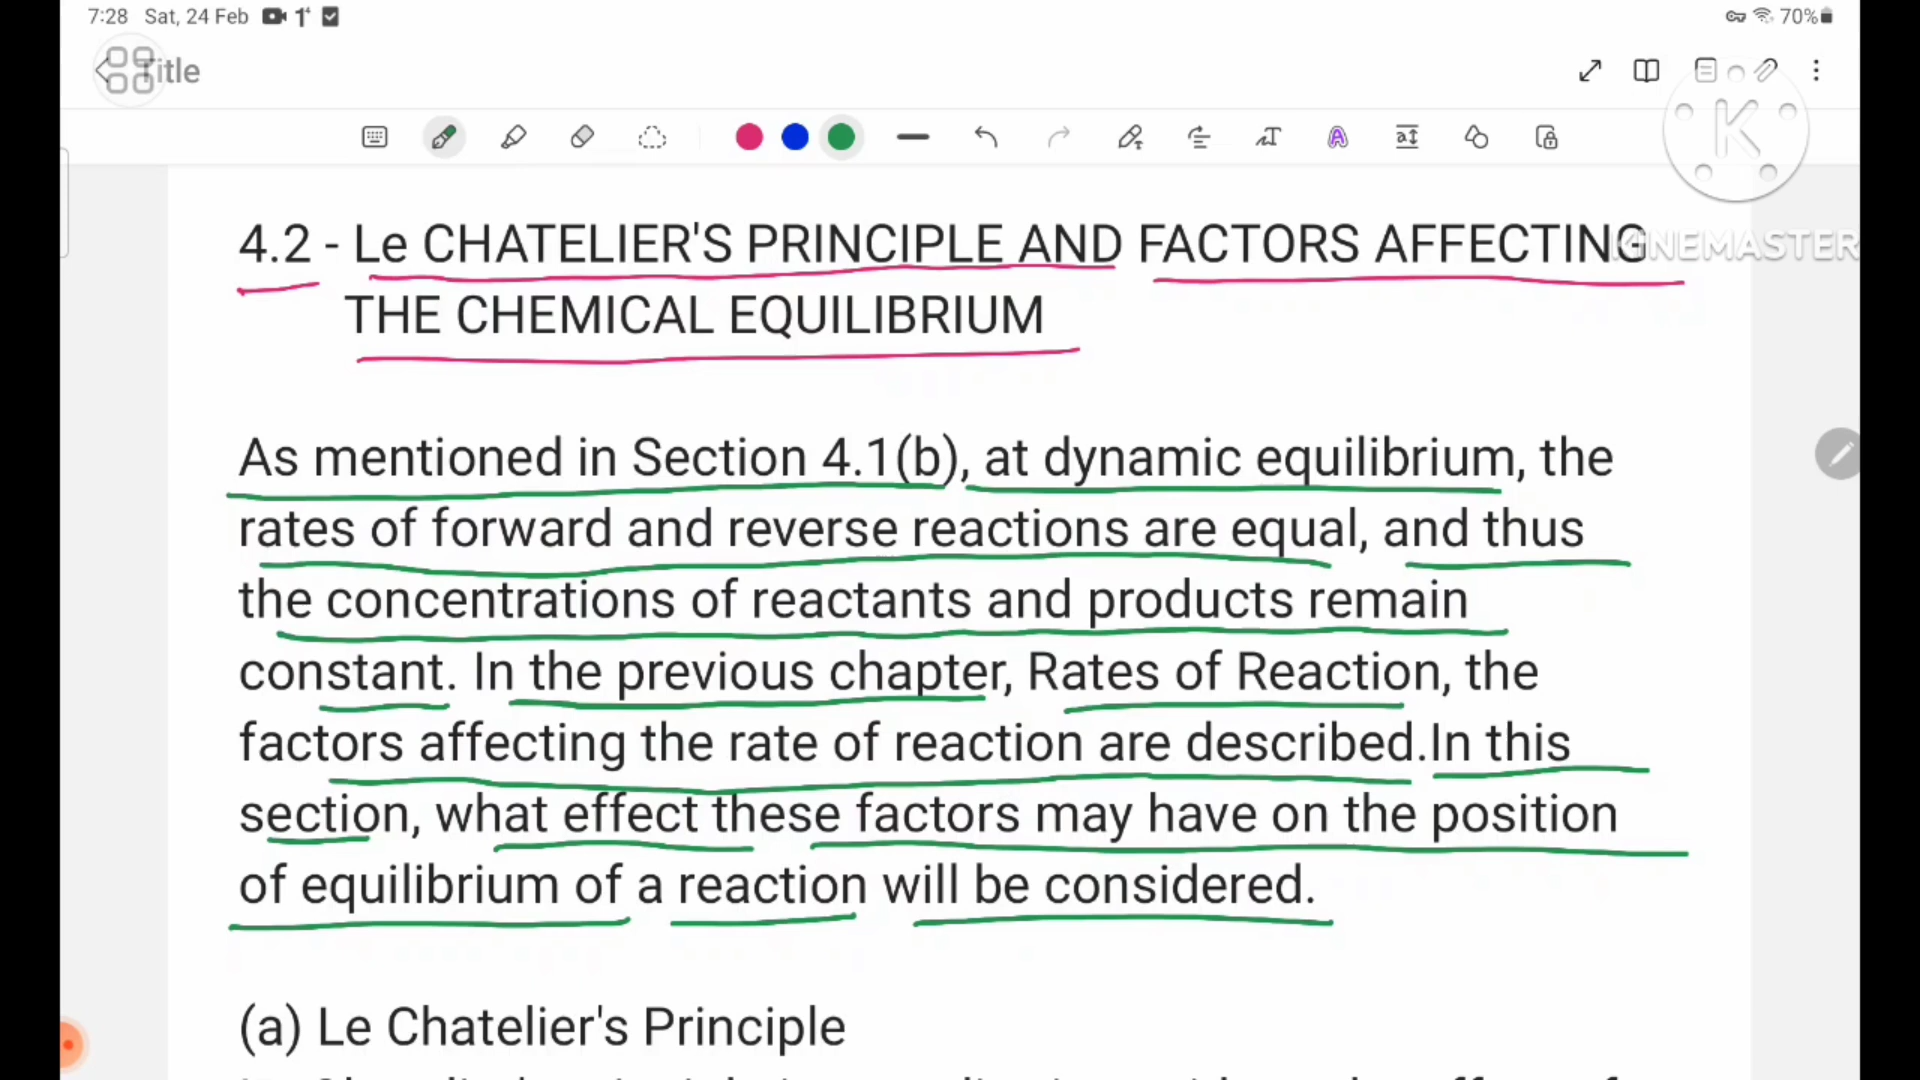 7:28 Sat, 24 Feb
70%
Title
K
KINEMASTER
4.2 - Le CHATELIER'S PRINCIPLE AND FACTORS AFFECTING
THE CHEMICAL EQUILIBRIUM
As mentioned in Section 4.1(b), at dynamic equilibrium, the
rates of forward and reverse reactions are equal, and thus
the concentrations of reactants and products remain
constant. In the previous chapter, Rates of Reaction, the
factors affecting the rate of reaction are described.In this
section, what effect these factors may have on the position
of equilibrium of a reaction will be considered.
(a) Le Chatelier's Principle